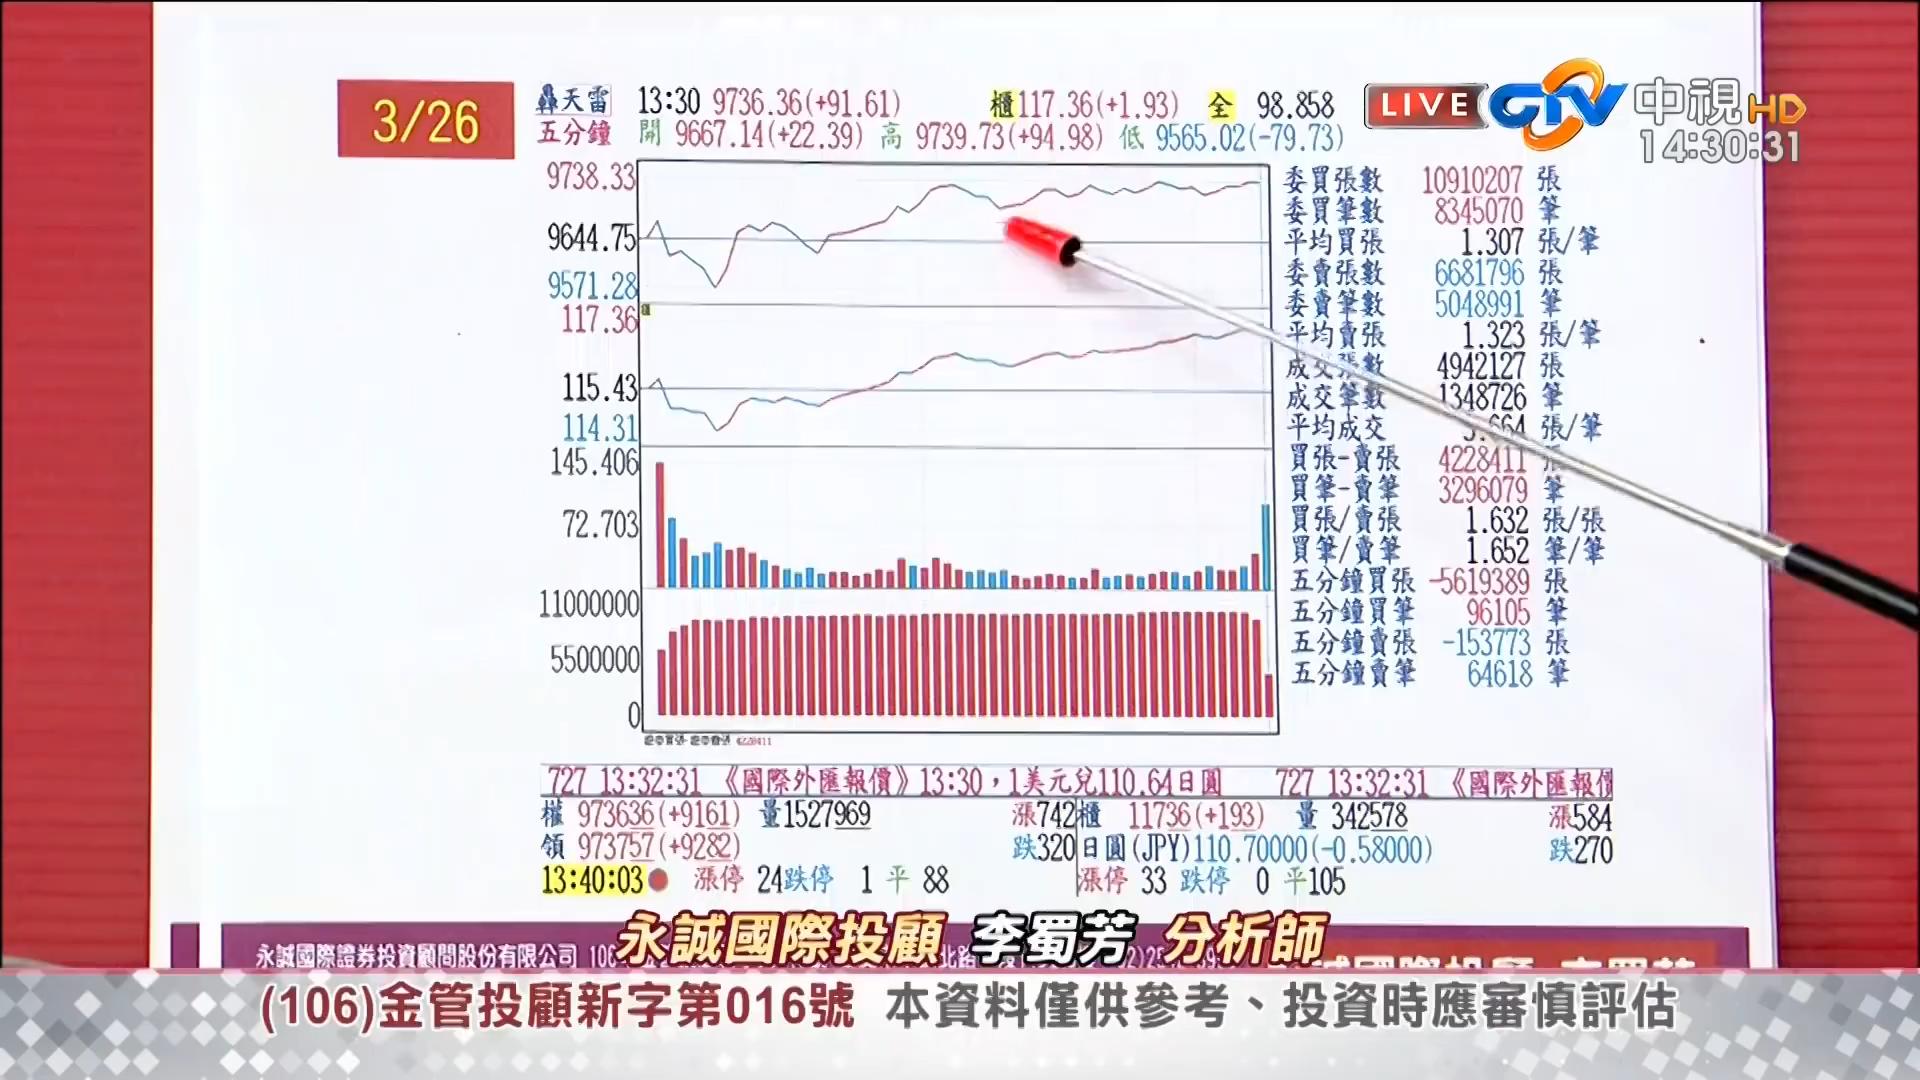 3/26
轟天雷 13:30 9736.36(+91.61) 櫃117.36(+1.93) 全 98.858
五分鐘 開 9667.14(+22.39) 高 9739.73(+94.98) 低 9565.02(-79.73)
LIVE CTV 中視HD
14:30:31
9738.33
9644.75
9571.28
117.36
115.43
114.31
145.406
72.703
11000000
5500000
0
委買張數 10910207 張
委買筆數 8345070 筆
平均買張 1.307 張/筆
委賣張數 6681796 張
委賣筆數 5048991 筆
平均賣張 1.323 張/筆
成交張數 4942127 張
成交筆數 1348726 筆
平均成交 3.664 張/筆
買張-賣張 4228411 張
買筆-賣筆 3296079 筆
買張/賣張 1.632 張/張
買筆/賣筆 1.652 筆/筆
五分鐘買張 -5619389 張
五分鐘買筆 96105 筆
五分鐘賣張 -153773 張
五分鐘賣筆 64618 筆
4228411
727 13:32:31 《國際外匯報價》13:30，1美元兌110.64日圓 727 13:32:31 《國際外匯報價
權 973636(+9161) 量1527969 漲742 櫃 11736(+193) 量 342578 漲584
領 973757(+9282) 跌320 日圓(JPY)110.70000(-0.58000) 跌270
13:40:03 漲停 24跌停 1 平 88 漲停 33 跌停 0 平105
永誠國際投顧 李蜀芳 分析師
永誠國際證券投資顧問股份有限公司 106
(106)金管投顧新字第016號 本資料僅供參考、投資時應審慎評估